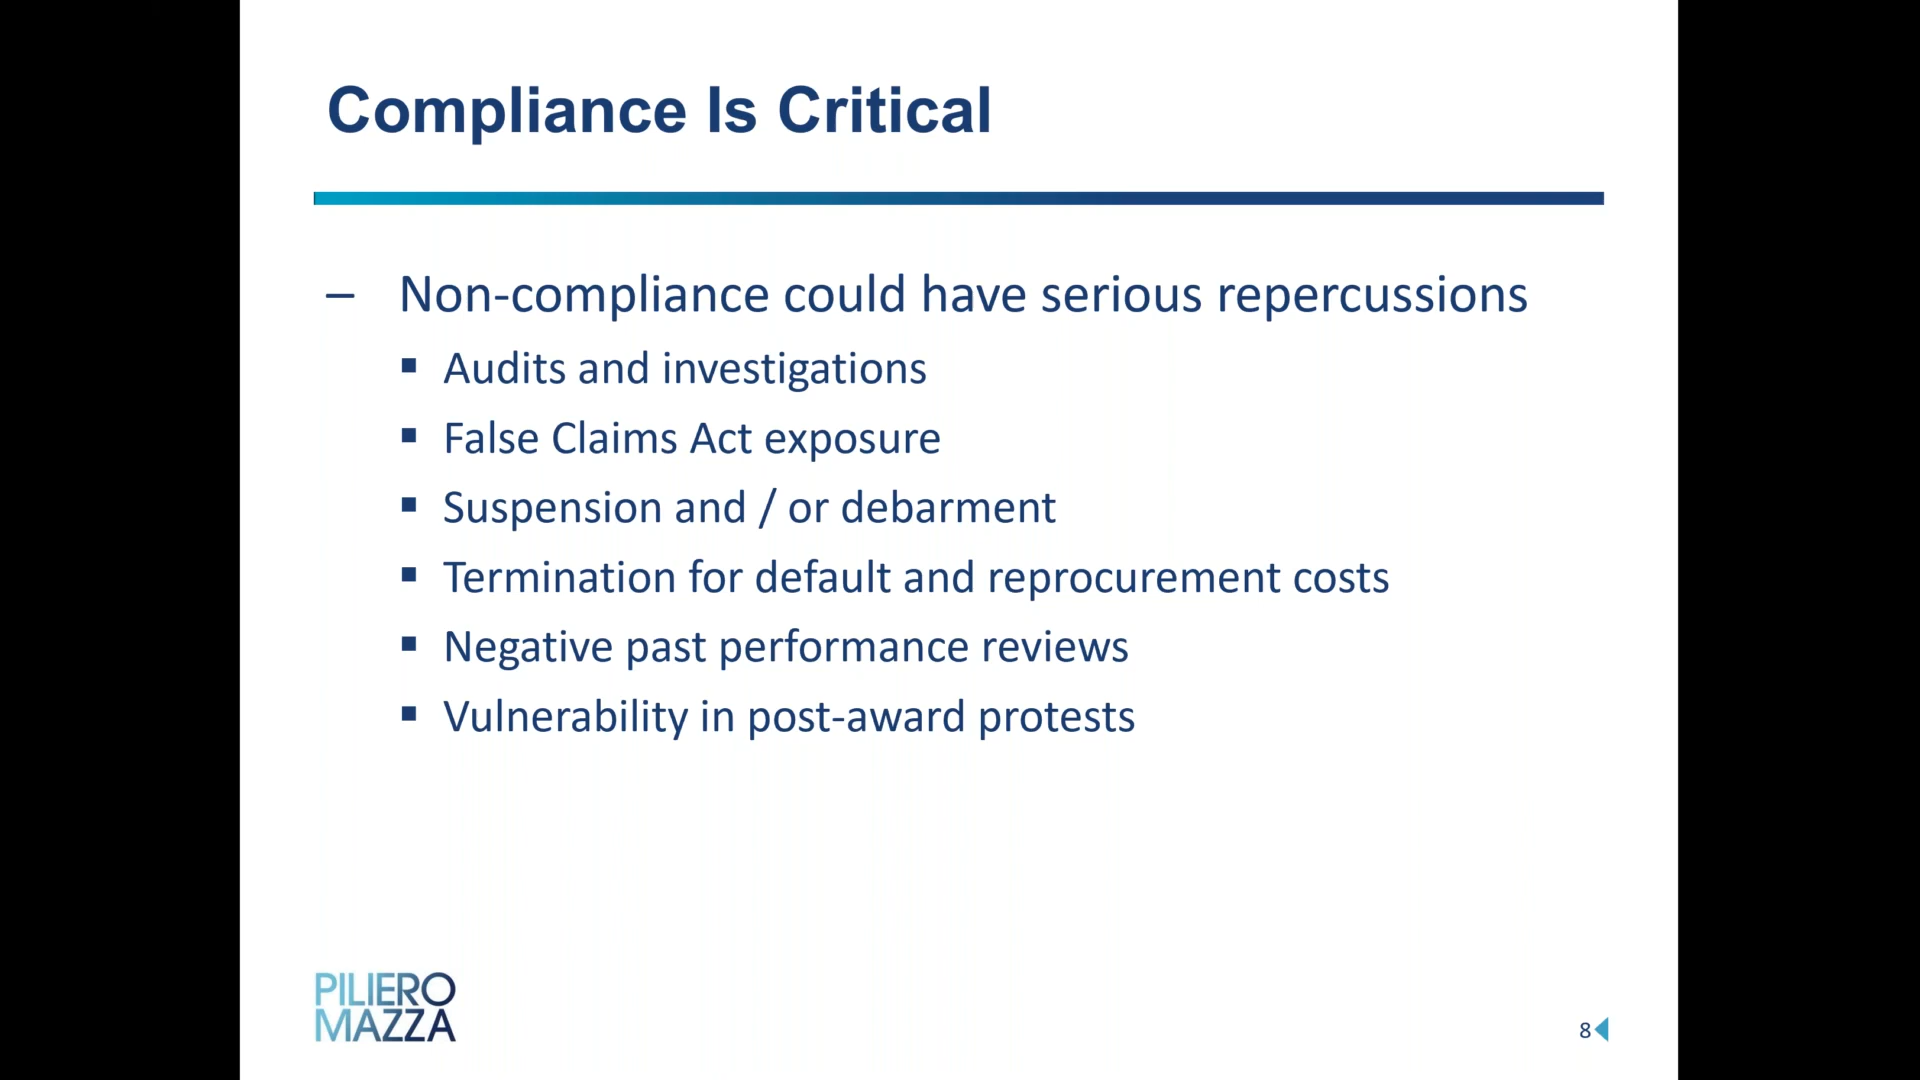 Compliance Is Critical
– Non-compliance could have serious repercussions
▪ Audits and investigations
▪ False Claims Act exposure
▪ Suspension and / or debarment
▪ Termination for default and reprocurement costs
▪ Negative past performance reviews
▪ Vulnerability in post-award protests
PILIERO
MAZZA
8